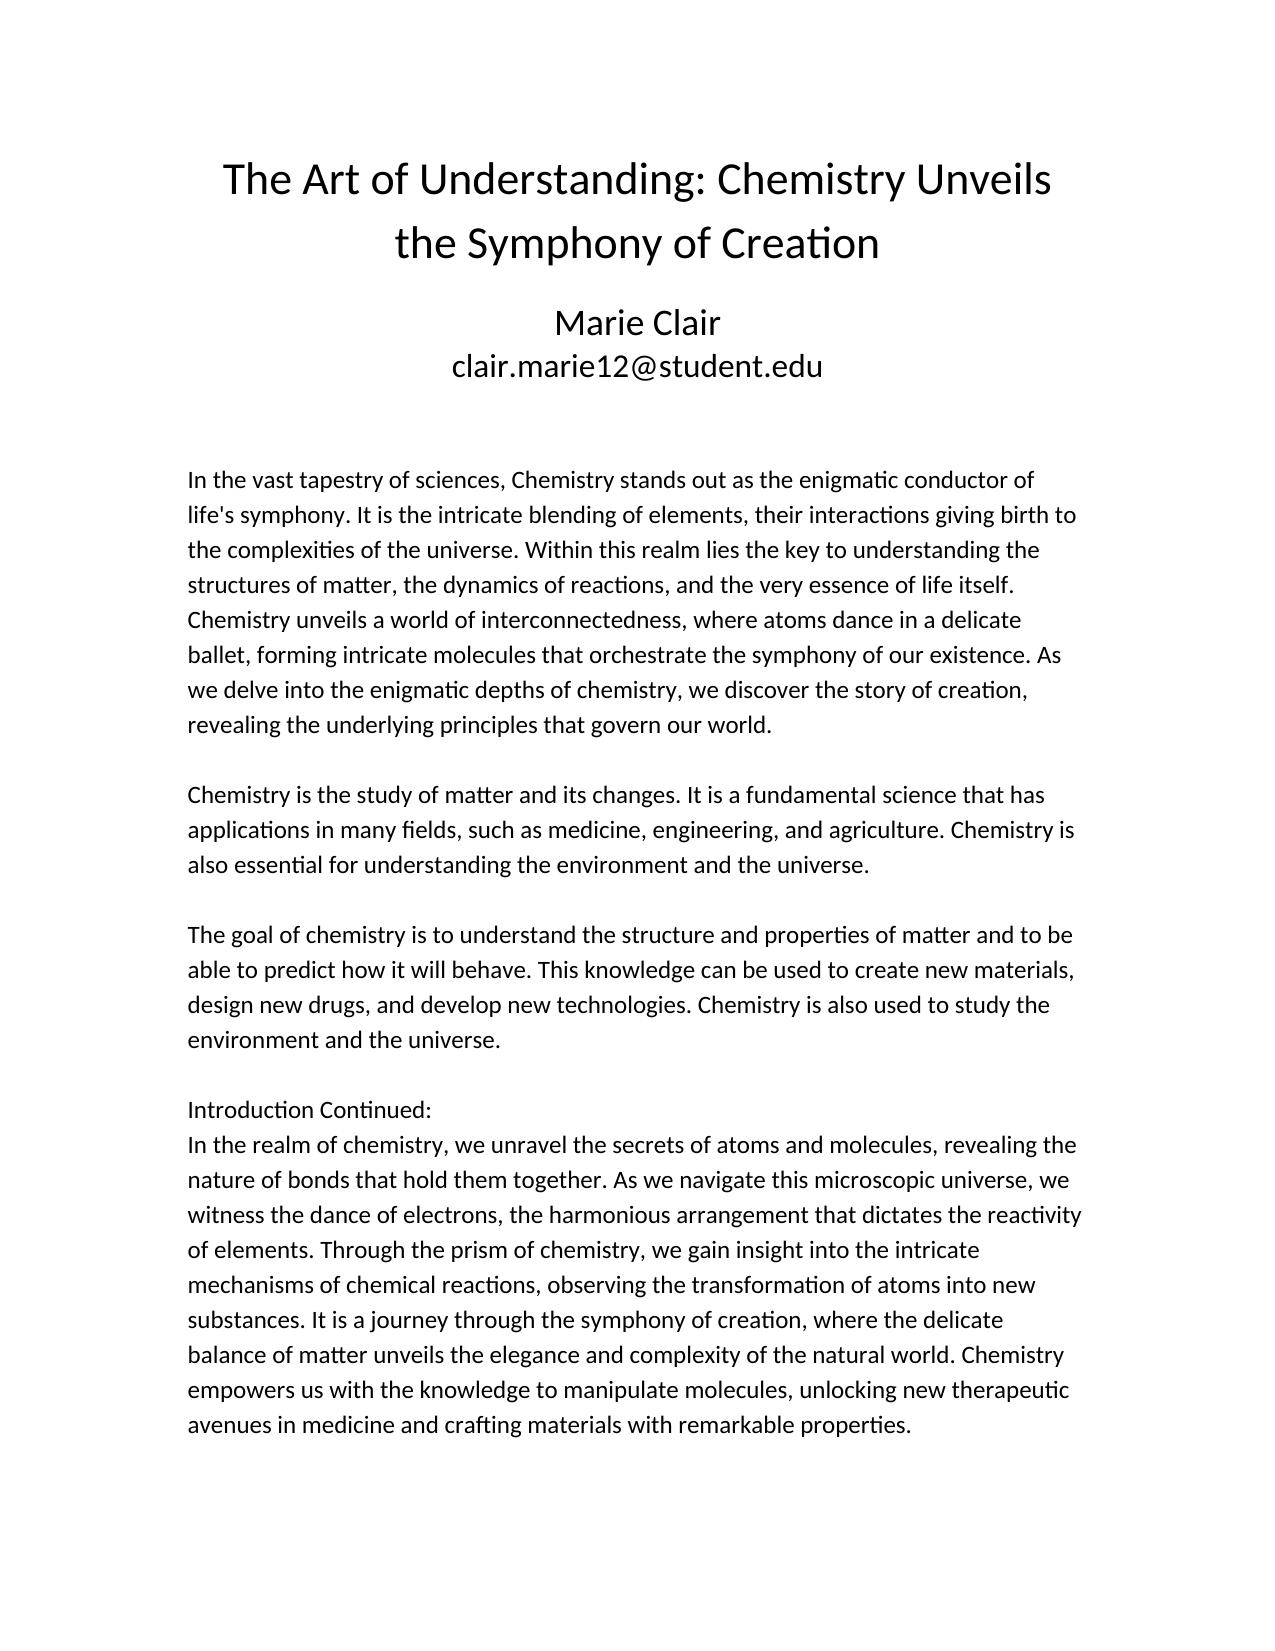 The Art of Understanding: Chemistry Unveils
the Symphony of Creation
Marie Clair
clair.marie12@student.edu
In the vast tapestry of sciences, Chemistry stands out as the enigmatic conductor of
life's symphony. It is the intricate blending of elements, their interactions giving birth to
the complexities of the universe. Within this realm lies the key to understanding the
structures of matter, the dynamics of reactions, and the very essence of life itself.
Chemistry unveils a world of interconnectedness, where atoms dance in a delicate
ballet, forming intricate molecules that orchestrate the symphony of our existence. As
we delve into the enigmatic depths of chemistry, we discover the story of creation,
revealing the underlying principles that govern our world.
Chemistry is the study of matter and its changes. It is a fundamental science that has
applications in many fields, such as medicine, engineering, and agriculture. Chemistry is
also essential for understanding the environment and the universe.
The goal of chemistry is to understand the structure and properties of matter and to be
able to predict how it will behave. This knowledge can be used to create new materials,
design new drugs, and develop new technologies. Chemistry is also used to study the
environment and the universe.
Introduction Continued:
In the realm of chemistry, we unravel the secrets of atoms and molecules, revealing the
nature of bonds that hold them together. As we navigate this microscopic universe, we
witness the dance of electrons, the harmonious arrangement that dictates the reactivity
of elements. Through the prism of chemistry, we gain insight into the intricate
mechanisms of chemical reactions, observing the transformation of atoms into new
substances. It is a journey through the symphony of creation, where the delicate
balance of matter unveils the elegance and complexity of the natural world. Chemistry
empowers us with the knowledge to manipulate molecules, unlocking new therapeutic
avenues in medicine and crafting materials with remarkable properties.